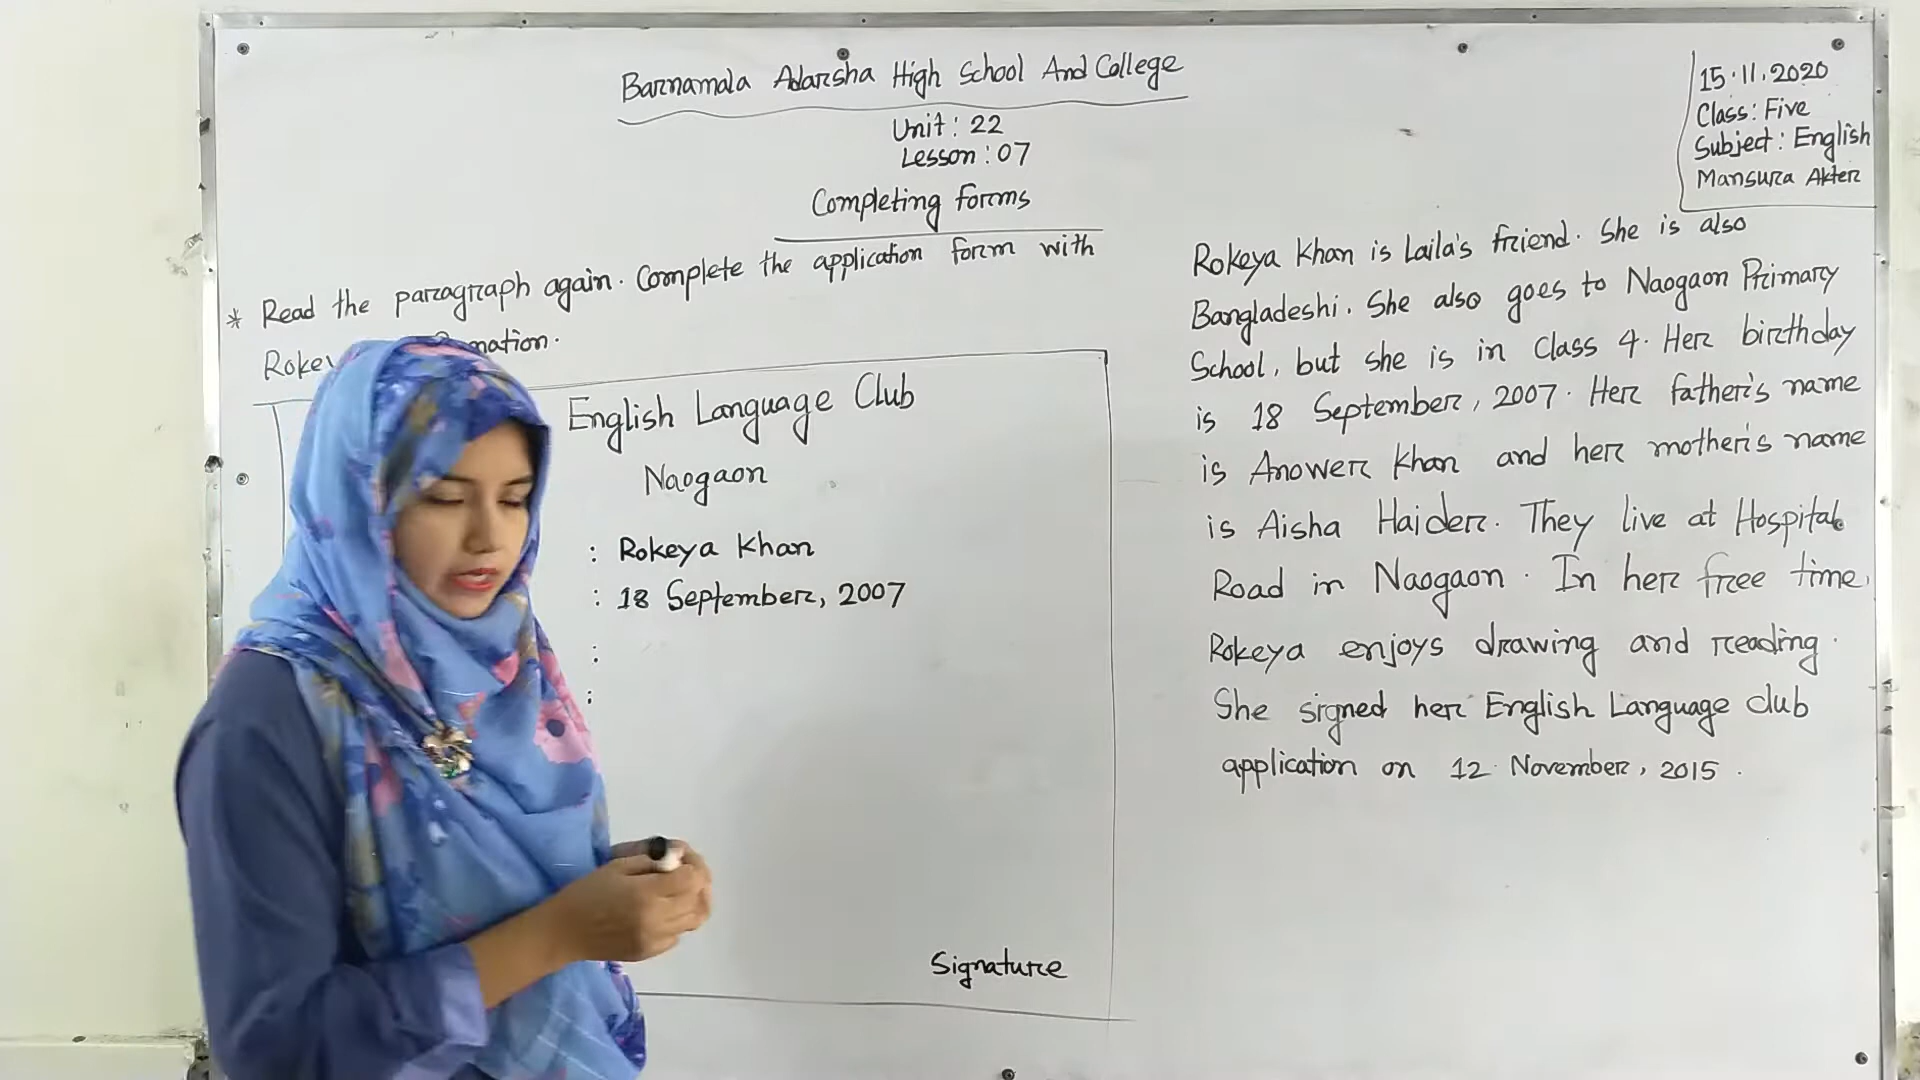 Barnamala Adarsha High School And College
Unit : 22
Lesson : 07
Completing forms
15.11.2020
Class: Five
Subject: English
Mansura Akter
* Read the paragraph again. Complete the application form with
English Language Club
Naogaon
: Rokeya Khan
: 18 September, 2007
:
:
Signature
Rokeya Khan is Laila's friend. She is also
Bangladeshi. She also goes to Naogaon Primary
School, but she is in Class 4. Her birthday
is 18 September, 2007. Her father's name
is Anower Khan and her mother's name
is Aisha Haider. They live at Hospital
Road in Naogaon. In her free time,
Rokeya enjoys drawing and reading.
She signed her English Language club
application on 12 November, 2015.